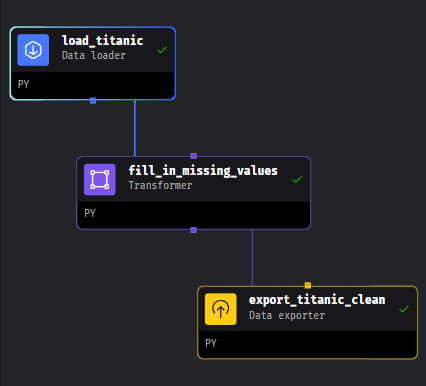 load_titanic
Data loader
PY
fill_in_missing_values
Transformer
PY
export_titanic_clean
Data exporter
PY